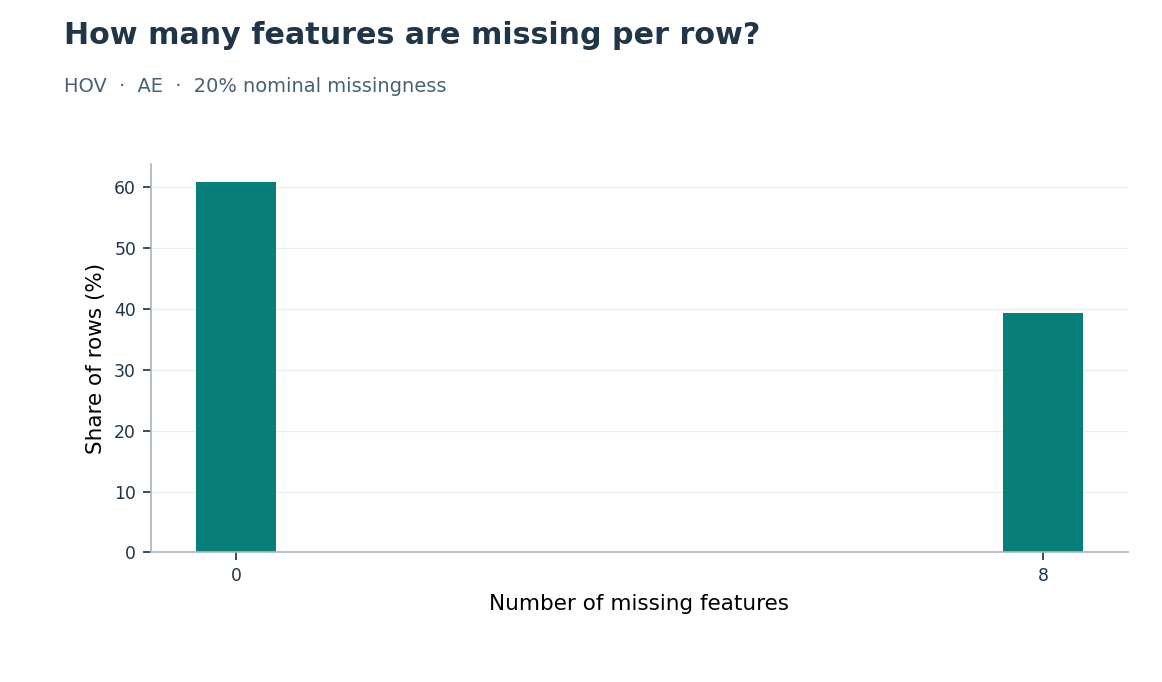 How many features are missing per row?
HOV · AE · 20% nominal missingness
Share of rows (%)
60
50
40
30
20
10
0
0 8
Number of missing features